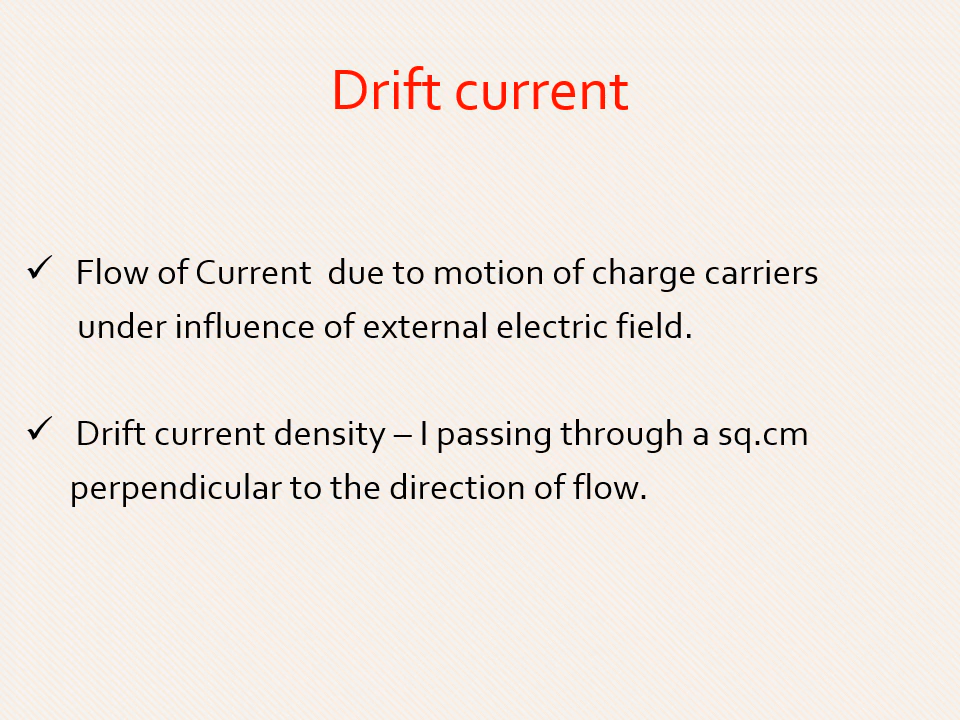 Drift current
✓ Flow of Current  due to motion of charge carriers
under influence of external electric field.
✓ Drift current density – I passing through a sq.cm
perpendicular to the direction of flow.